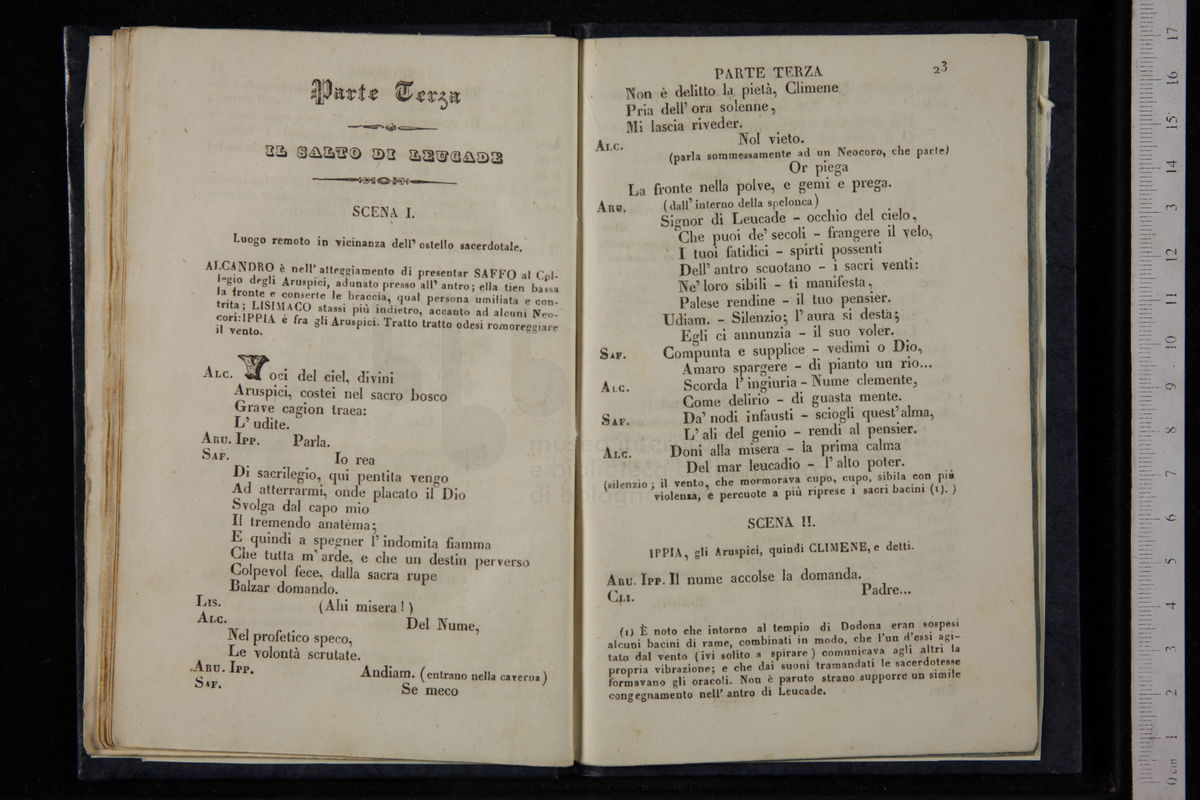 Parte Terza
IL SALTO DI LEUCADE
SCENA I.
Luogo remoto in vicinanza dell' ostello sacerdotale.
ALCANDRO è nell' atteggiamento di presentar SAFFO al Col-
legio degli Aruspici, adunato presso all' antro; ella tien bassa
la fronte e conserte le braccia, qual persona umiliata e con-
trita; LISIMACO stassi più indietro, accanto ad alcuni Neo-
cori: IPPIA è fra gli Aruspici. Tratto tratto odesi romoreggiare
il vento.
ALC. Voci del ciel, divini
Aruspici, costei nel sacro bosco
Grave cagion traea:
L' udite.
ARU. IPP. Parla.
SAF. Io rea
Di sacrilegio, qui pentita vengo
Ad atterrarmi, onde placato il Dio
Svolga dal capo mio
Il tremendo anatèma;
E quindi a spegner l' indomita fiamma
Che tutta m' arde, e che un destin perverso
Colpevol fece, dalla sacra rupe
Balzar domando.
LIS. (Ahi misera!)
ALC. Del Nume,
Nel profetico speco,
Le volontà scrutate.
ARU. IPP. Andiam. (entrano nella caverna)
SAF. Se meco
PARTE TERZA 23
Non è delitto la pietà, Climene
Pria dell' ora solenne,
Mi lascia riveder.
ALC. Nol vieto.
(parla sommessamente ad un Neocoro, che parte)
Or piega
La fronte nella polve, e gemi e prega.
ARU. (dall' interno della spelonca)
Signor di Leucade - occhio del cielo,
Che puoi de' secoli - frangere il velo,
I tuoi fatidici - spirti possenti
Dell' antro scuotano - i sacri venti:
Ne' loro sibili - ti manifesta,
Palese rendine - il tuo pensier.
Udiam. - Silenzio; l' aura si desta;
Egli ci annunzia - il suo voler.
SAF. Compunta e supplice - vedimi o Dio,
Amaro spargere - di pianto un rio...
ALC. Scorda l' ingiuria - Nume clemente,
Come delirio - di guasta mente.
SAF. Da' nodi infausti - sciogli quest' alma,
L' ali del genio - rendi al pensier.
ALC. Doni alla misera - la prima calma
Del mar leucadio - l' alto poter.
(silenzio; il vento, che mormorava cupo, cupo, sibila con più
violenza, e percuote a più riprese i sacri bacini (1). )
SCENA II.
IPPIA, gli Aruspici, quindi CLIMENE, e detti.
ARU. IPP. Il nume accolse la domanda.
CLI. Padre...
(1) È noto che intorno al tempio di Dodona eran sospesi
alcuni bacini di rame, combinati in modo, che l'un d'essi agi-
tato dal vento (ivi solito a spirare) comunicava agli altri la
propria vibrazione; e che dai suoni tramandati le sacerdotesse
formavano gli oracoli. Non è paruto strano supporre un simile
congegnamento nell' antro di Leucade.